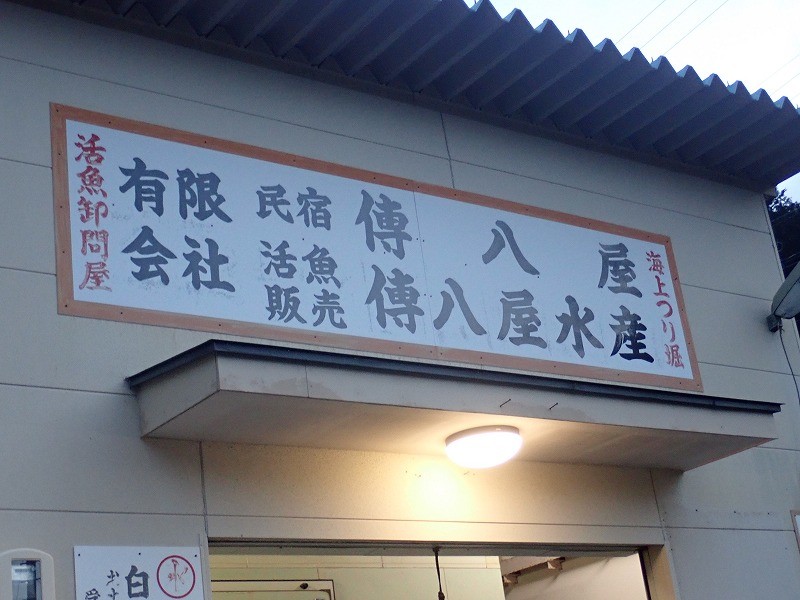 活魚卸問屋
有限会社
民宿 傳八屋
活魚販売 傳八屋水産
海上つり堀
白